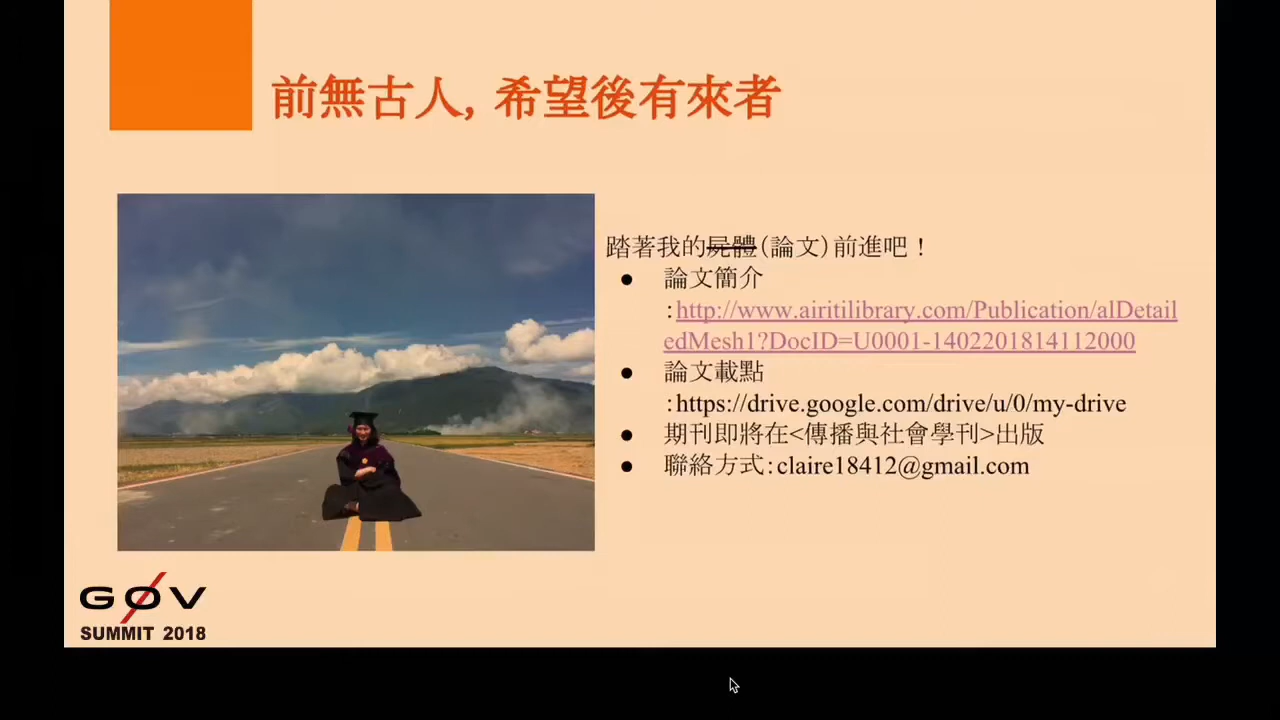 前無古人, 希望後有來者
踏著我的屍體(論文)前進吧！
● 論文簡介
:http://www.airitilibrary.com/Publication/alDetail
edMesh1?DocID=U0001-1402201814112000
● 論文載點
:https://drive.google.com/drive/u/0/my-drive
● 期刊即將在<傳播與社會學刊>出版
● 聯絡方式:claire18412@gmail.com
GØV
SUMMIT 2018